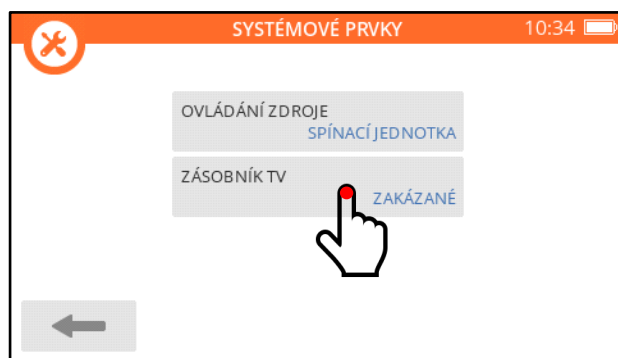 SYSTÉMOVÉ PRVKY 10:34
OVLÁDÁNÍ ZDROJE
SPÍNACÍ JEDNOTKA
ZÁSOBNÍK TV
ZAKÁZANÉ